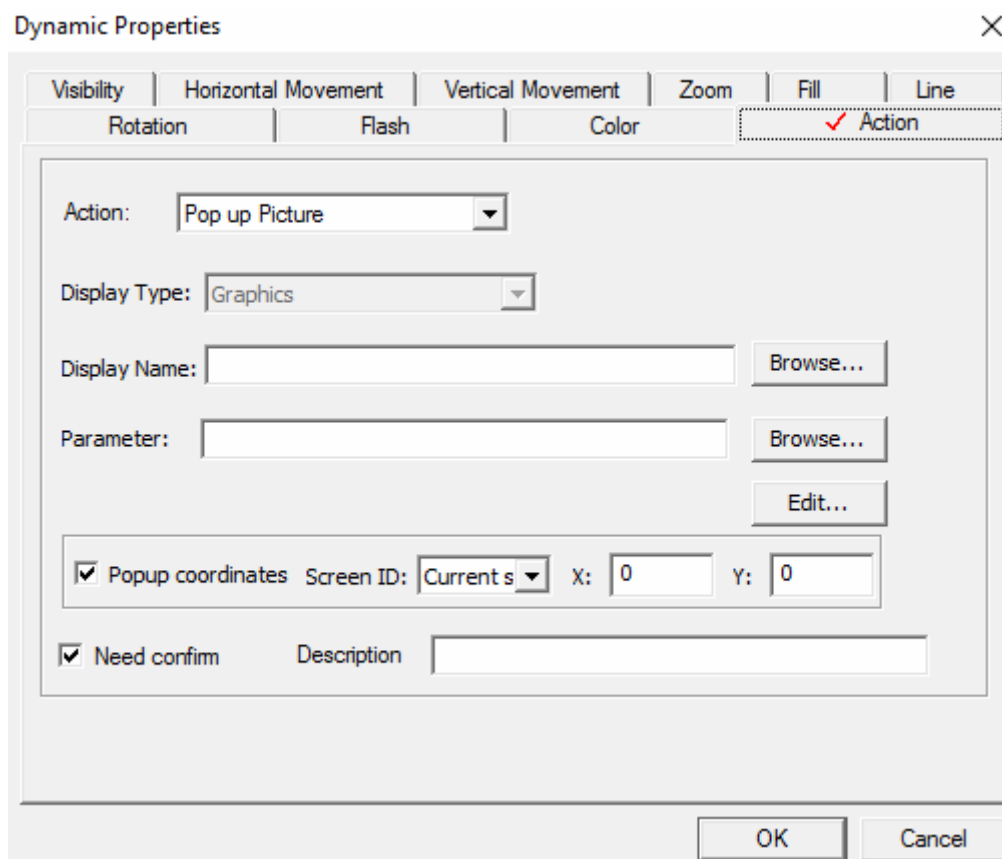 Dynamic Properties
Visibility Horizontal Movement Vertical Movement Zoom Fill Line
Rotation Flash Color Action
Action: Pop up Picture
Display Type: Graphics
Display Name: Browse...
Parameter: Browse...
Edit...
Popup coordinates Screen ID: Current s X: 0 Y: 0
Need confirm Description
OK Cancel